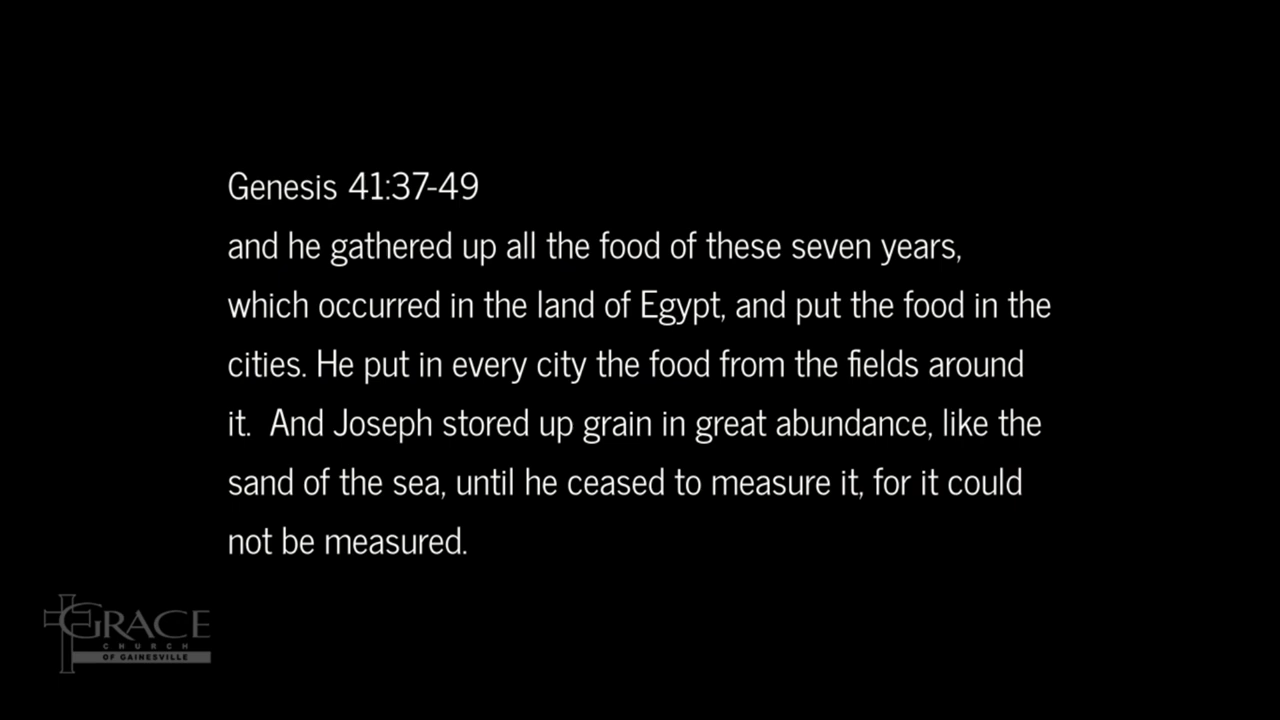 Genesis 41:37-49
and he gathered up all the food of these seven years,
which occurred in the land of Egypt, and put the food in the
cities. He put in every city the food from the fields around
it.  And Joseph stored up grain in great abundance, like the
sand of the sea, until he ceased to measure it, for it could
not be measured.
GRACE
CHURCH
OF GAINESVILLE